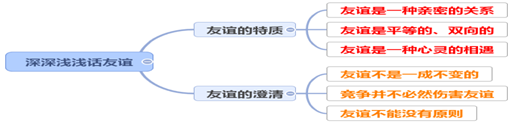 深深浅浅话友谊
友谊的特质
友谊是一种亲密的关系
友谊是平等的、双向的
友谊是一种心灵的相遇
友谊的澄清
友谊不是一成不变的
竞争并不必然伤害友谊
友谊不能没有原则